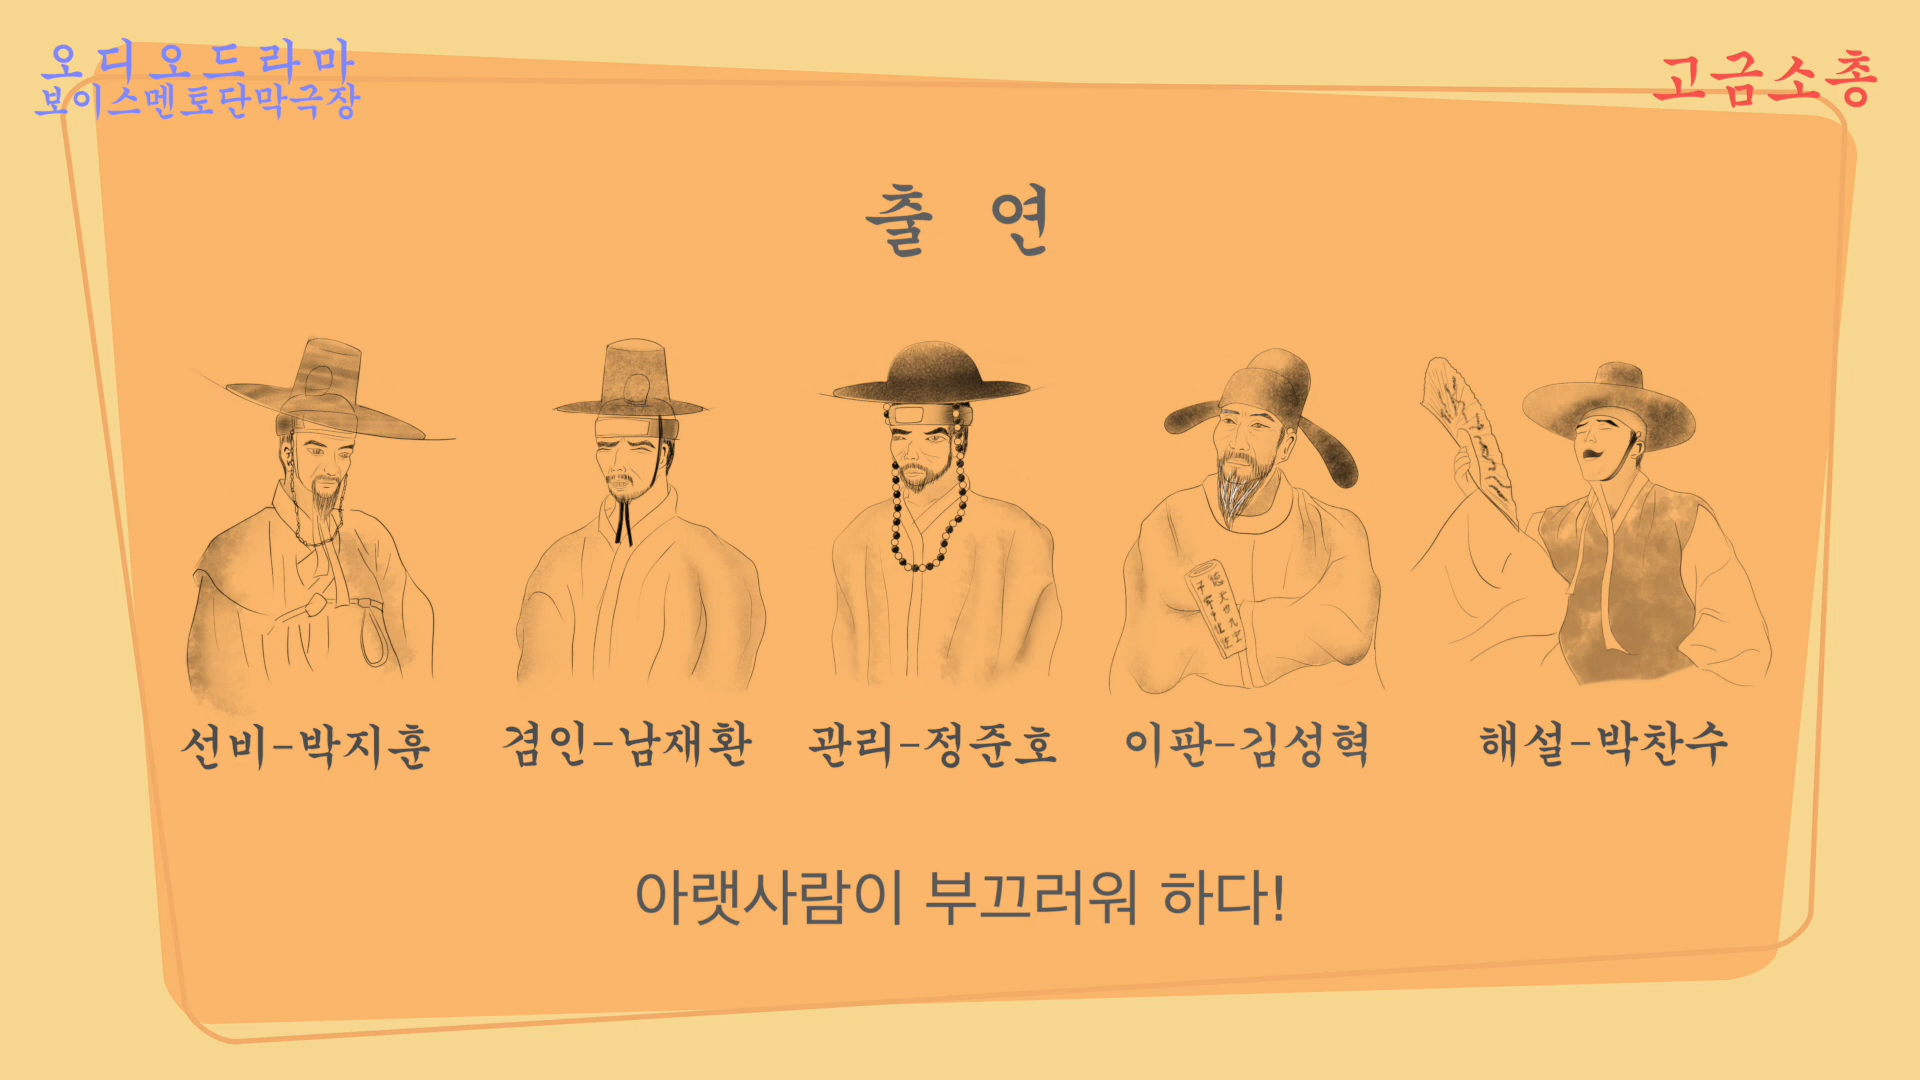 오디오드라마
보이스멘토단막극장
고금소총
출 연
선비-박지훈
겸인-남재환
관리-정준호
이판-김성혁
해설-박찬수
아랫사람이 부끄러워 하다!